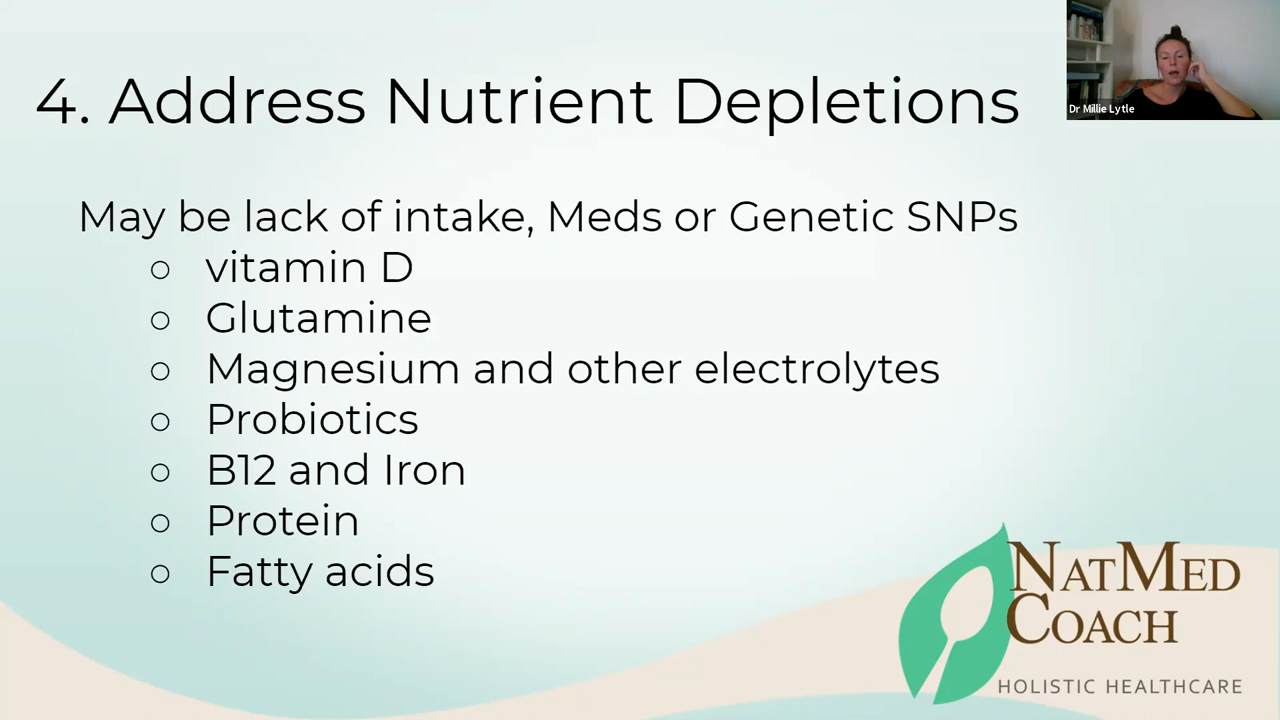 4. Address Nutrient Depletions
Dr Millie Lytle
May be lack of intake, Meds or Genetic SNPs
○ vitamin D
○ Glutamine
○ Magnesium and other electrolytes
○ Probiotics
○ B12 and Iron
○ Protein
○ Fatty acids
NATMED
COACH
HOLISTIC HEALTHCARE